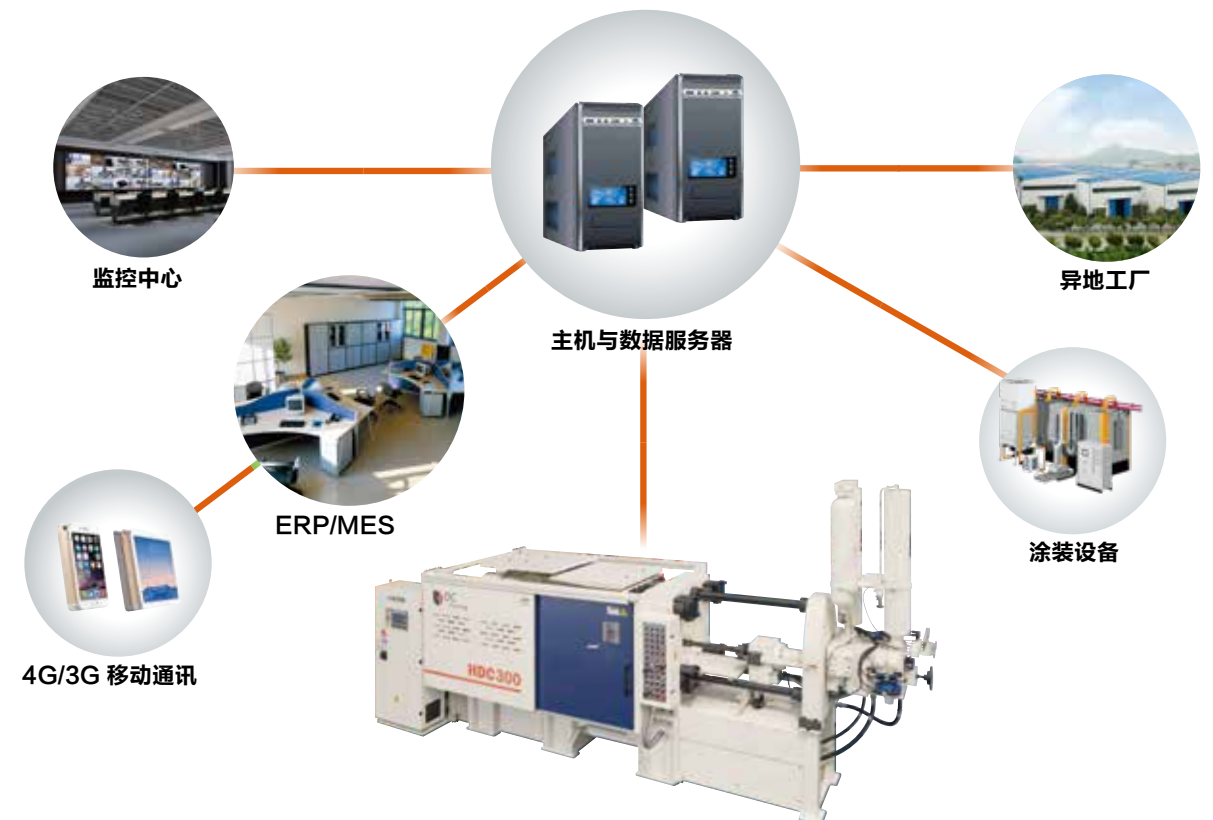 监控中心
异地工厂
主机与数据服务器
ERP/MES
涂装设备
4G/3G 移动通讯
HDC300